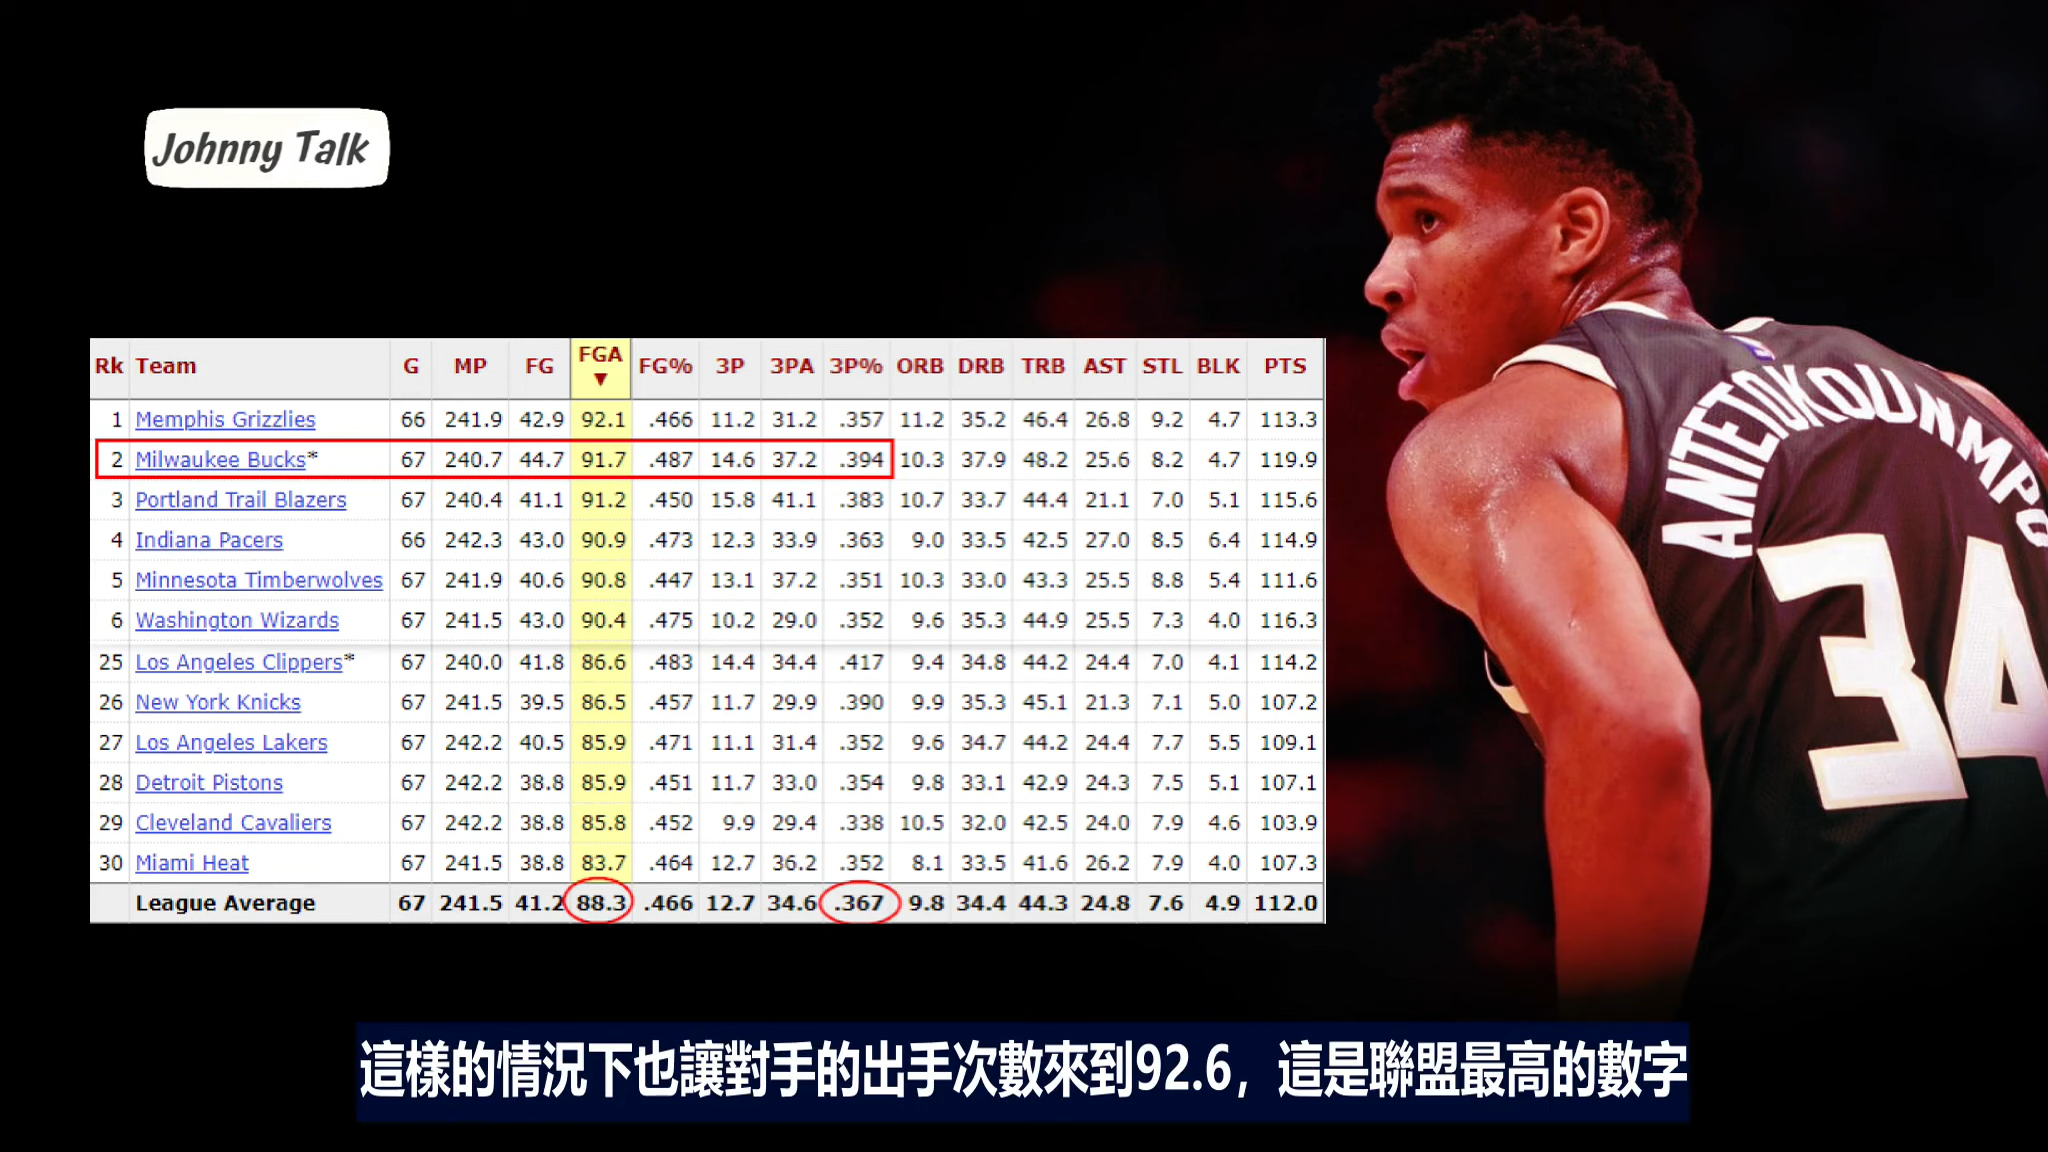 Johnny Talk
Rk Team G MP FG FGA ▼ FG% 3P 3PA 3P% ORB DRB TRB AST STL BLK PTS
1 Memphis Grizzlies 66 241.9 42.9 92.1 .466 11.2 31.2 .357 11.2 35.2 46.4 26.8 9.2 4.7 113.3
2 Milwaukee Bucks* 67 240.7 44.7 91.7 .487 14.6 37.2 .394 10.3 37.9 48.2 25.6 8.2 4.7 119.9
3 Portland Trail Blazers 67 240.4 41.1 91.2 .450 15.8 41.1 .383 10.7 33.7 44.4 21.1 7.0 5.1 115.6
4 Indiana Pacers 66 242.3 43.0 90.9 .473 12.3 33.9 .363 9.0 33.5 42.5 27.0 8.5 6.4 114.9
5 Minnesota Timberwolves 67 241.9 40.6 90.8 .447 13.1 37.2 .351 10.3 33.0 43.3 25.5 8.8 5.4 111.6
6 Washington Wizards 67 241.5 43.0 90.4 .475 10.2 29.0 .352 9.6 35.3 44.9 25.5 7.3 4.0 116.3
25 Los Angeles Clippers* 67 240.0 41.8 86.6 .483 14.4 34.4 .417 9.4 34.8 44.2 24.4 7.0 4.1 114.2
26 New York Knicks 67 241.5 39.5 86.5 .457 11.7 29.9 .390 9.9 35.3 45.1 21.3 7.1 5.0 107.2
27 Los Angeles Lakers 67 242.2 40.5 85.9 .471 11.1 31.4 .352 9.6 34.7 44.2 24.4 7.7 5.5 109.1
28 Detroit Pistons 67 242.2 38.8 85.9 .451 11.7 33.0 .354 9.8 33.1 42.9 24.3 7.5 5.1 107.1
29 Cleveland Cavaliers 67 242.2 38.8 85.8 .452 9.9 29.4 .338 10.5 32.0 42.5 24.0 7.9 4.6 103.9
30 Miami Heat 67 241.5 38.8 83.7 .464 12.7 36.2 .352 8.1 33.5 41.6 26.2 7.9 4.0 107.3
League Average 67 241.5 41.2 88.3 .466 12.7 34.6 .367 9.8 34.4 44.3 24.8 7.6 4.9 112.0
ANTETOKOUNMPO
34
這樣的情況下也讓對手的出手次數來到92.6，這是聯盟最高的數字